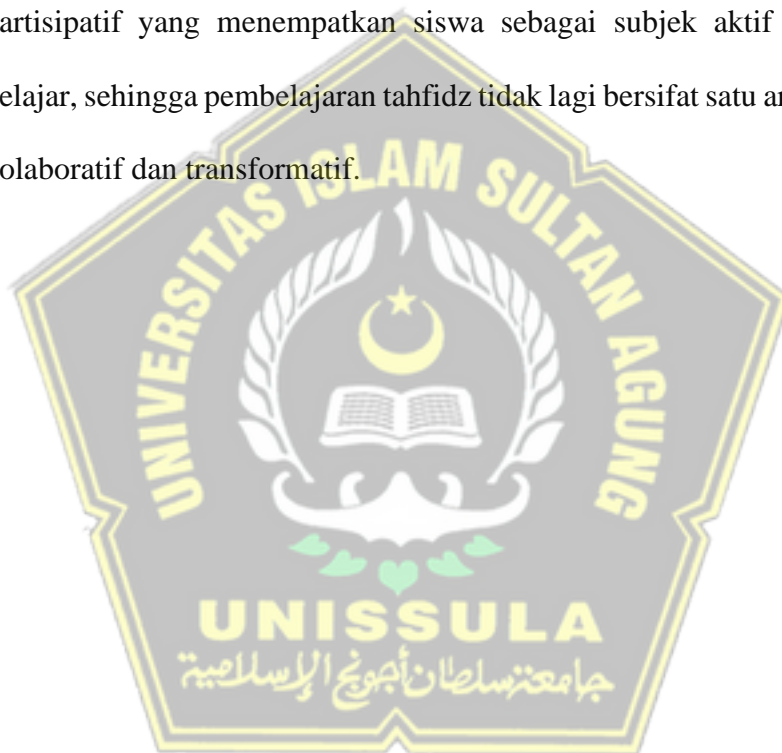 artisipatif yang menempatkan siswa sebagai subjek aktif
elajar, sehingga pembelajaran tahfidz tidak lagi bersifat satu ar
olaboratif dan transformatif.
UNIVERSITAS ISLAM SULTAN AGUNG
UNISSULA
جامعة سلطان أجونج الإسلامية